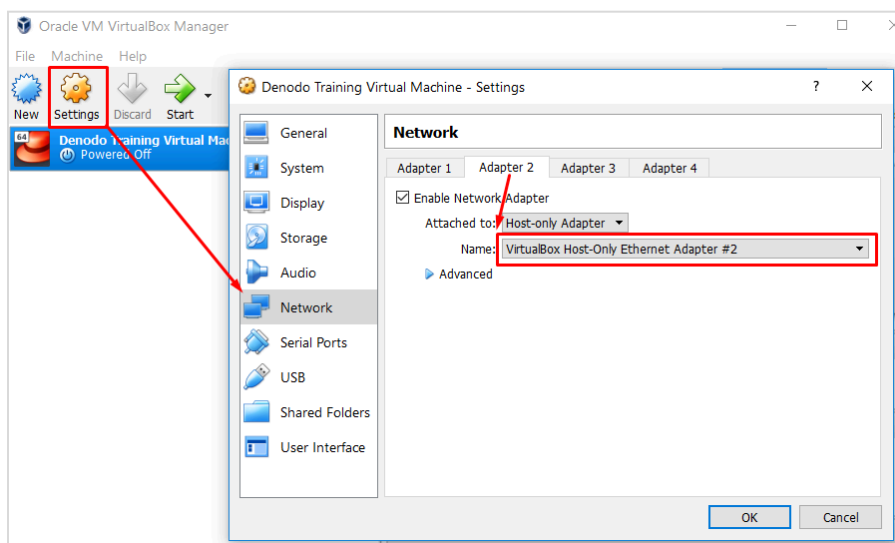 Oracle VM VirtualBox Manager
File Machine Help
New Settings Discard Start
64
Denodo Training Virtual Mac
Powered Off
Denodo Training Virtual Machine - Settings
?
General
System
Display
Storage
Audio
Network
Serial Ports
USB
Shared Folders
User Interface
Network
Adapter 1 Adapter 2 Adapter 3 Adapter 4
Enable Network Adapter
Attached to: Host-only Adapter
Name: VirtualBox Host-Only Ethernet Adapter #2
Advanced
OK Cancel